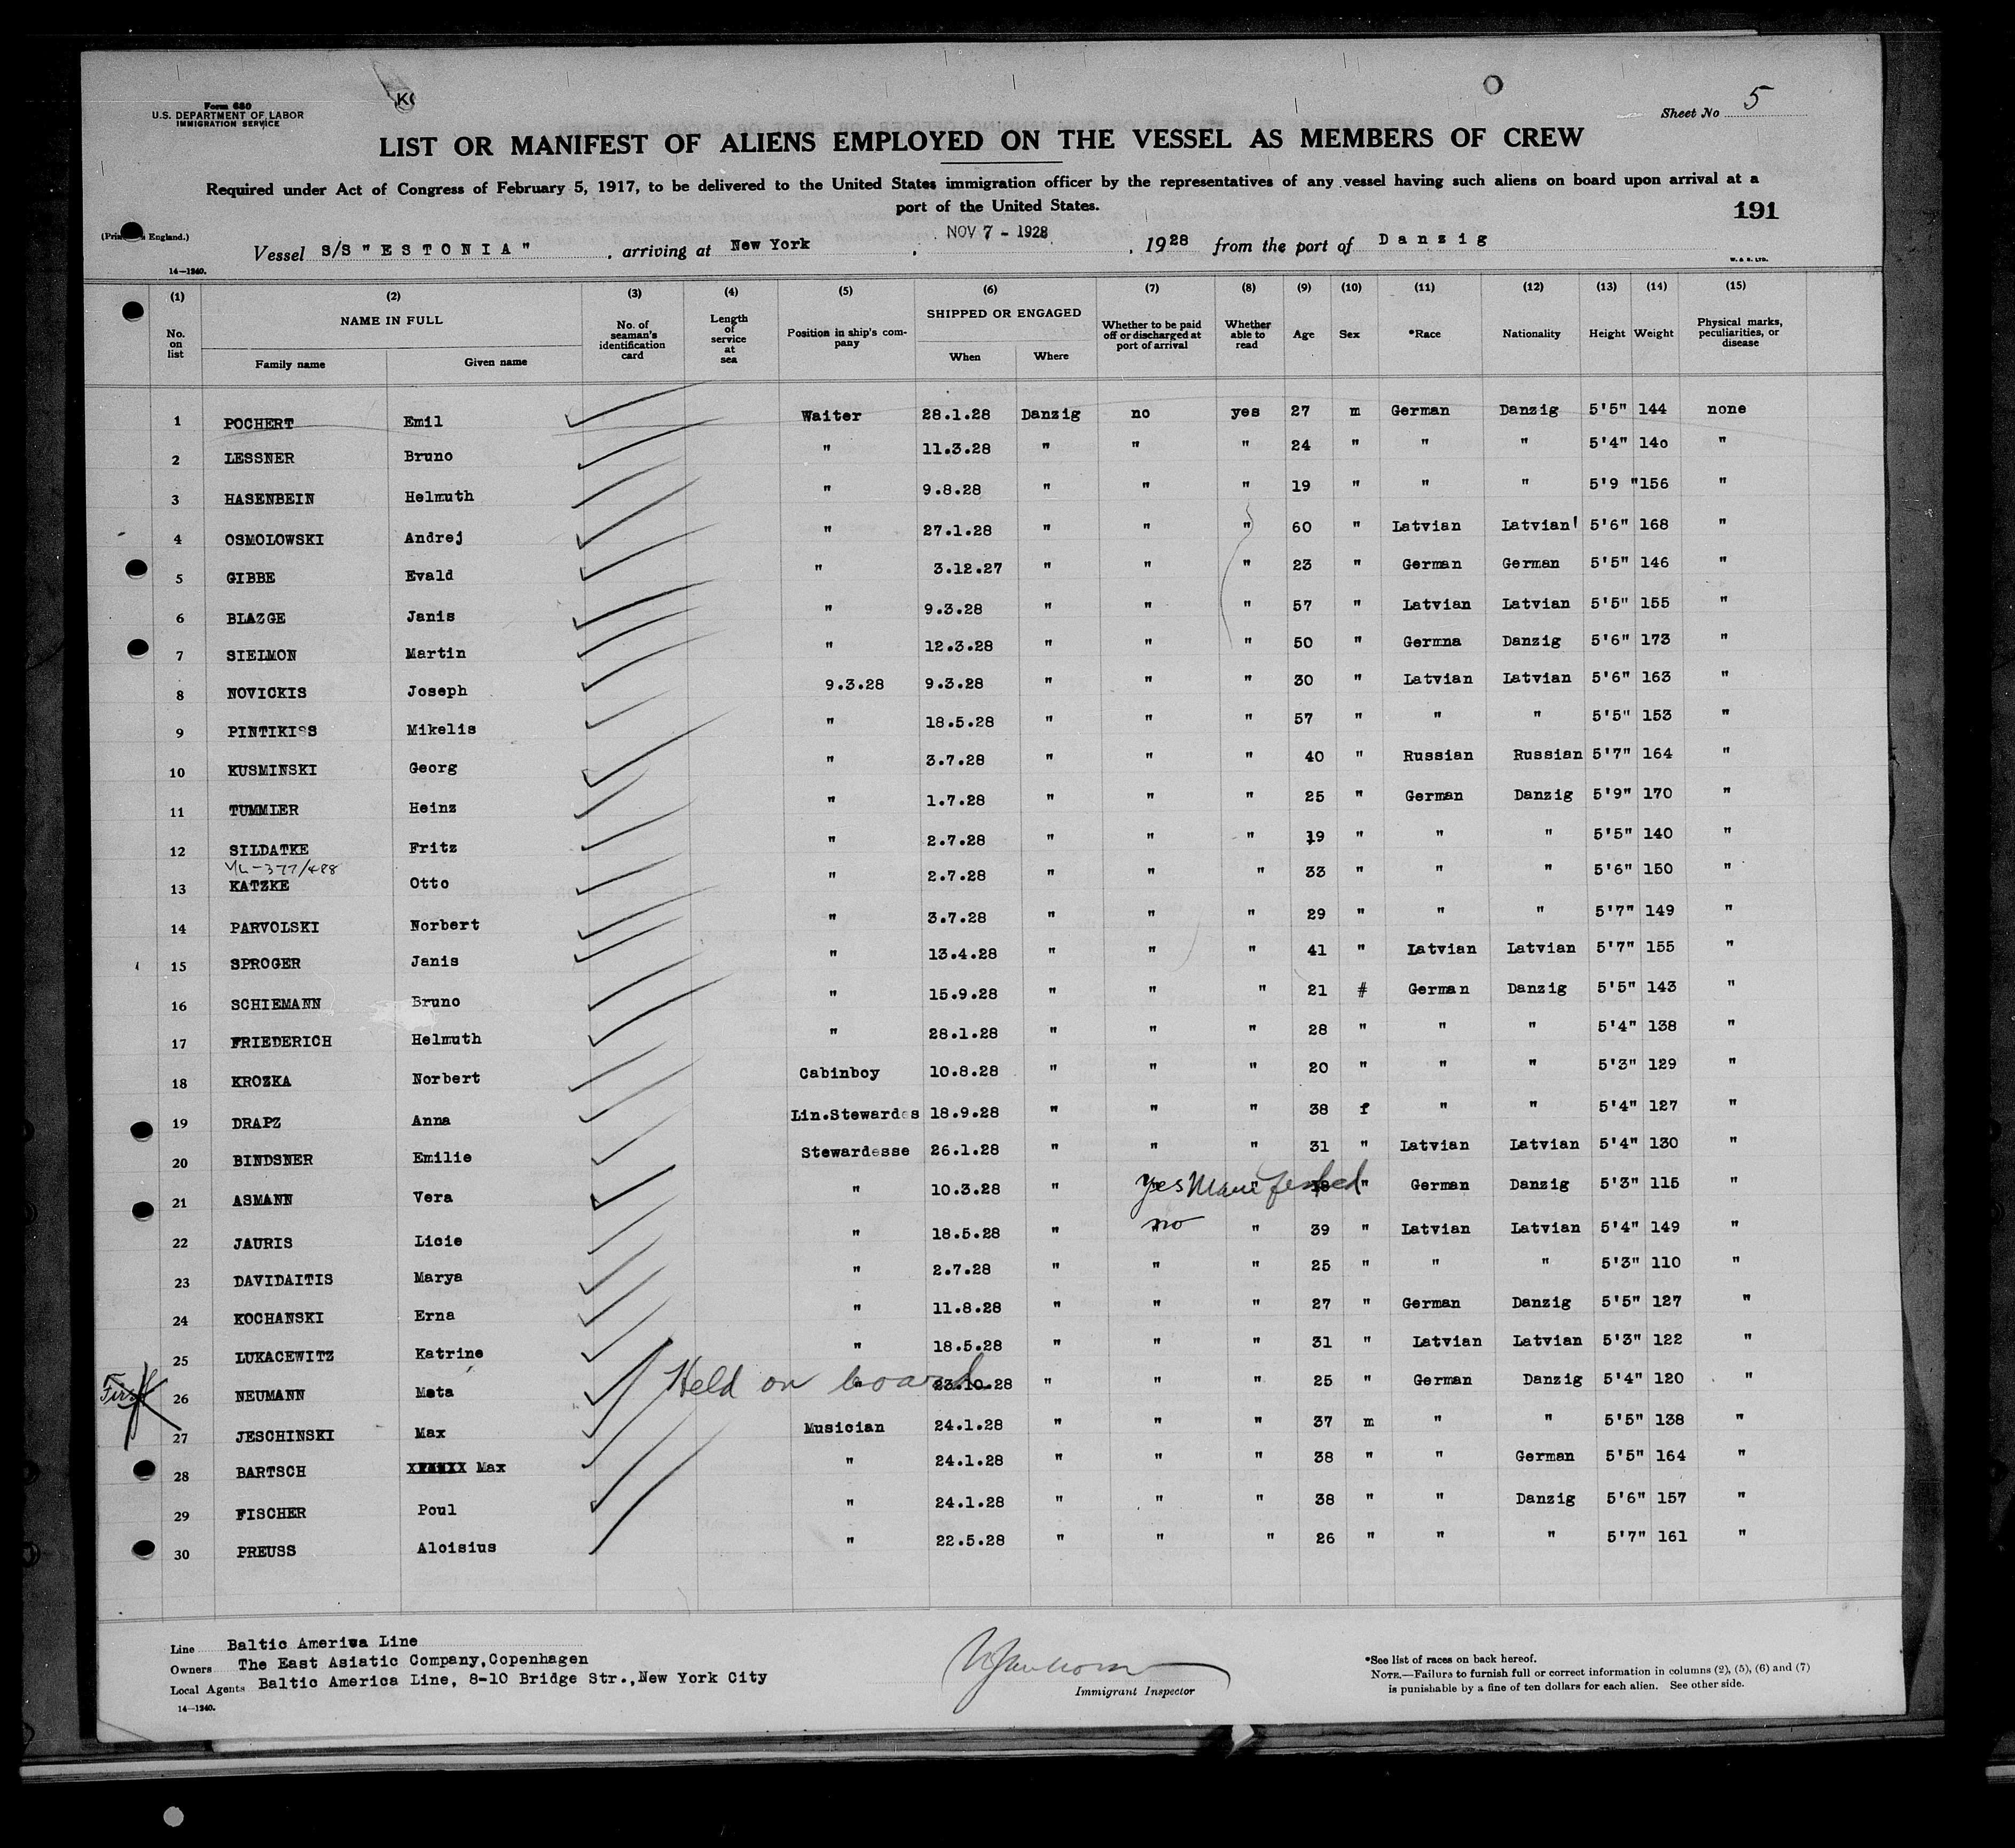 Form 680
U.S. DEPARTMENT OF LABOR
IMMIGRATION SERVICE
Sheet No 5
LIST OR MANIFEST OF ALIENS EMPLOYED ON THE VESSEL AS MEMBERS OF CREW
Required under Act of Congress of February 5, 1917, to be delivered to the United States immigration officer by the representatives of any vessel having such aliens on board upon arrival at a
port of the United States.
191
Vessel S/S "ESTONIA", arriving at New York, NOV 7 - 1928, 1928 from the port of Danzig
14—1240.
W. & S. LTD.
(1) (2) (3) (4) (5) (6) (7) (8) (9) (10) (11) (12) (13) (14) (15)
No. on list NAME IN FULL No. of seaman's identification card Length of service at sea Position in ship's company SHIPPED OR ENGAGED Whether to be paid off or discharged at port of arrival Whether able to read Age Sex *Race Nationality Height Weight Physical marks, peculiarities, or disease
Family name Given name When Where
1 POCHERT Emil Waiter 28.1.28 Danzig no yes 27 m German Danzig 5'5" 144 none
2 LESSNER Bruno " 11.3.28 " " " 24 " " " 5'4" 14o "
3 HASENBEIN Helmuth " 9.8.28 " " " 19 " " " 5'9 "156 "
4 OSMOLOWSKI Andrej " 27.1.28 " " " 60 " Latvian Latvian' 5'6" 168 "
5 GIBBE Evald " 3.12.27 " " " 23 " German German 5'5" 146 "
6 BLAZGE Janis " 9.3.28 " " " 57 " Latvian Latvian 5'5" 155 "
7 SIELMON Martin " 12.3.28 " " " 50 " Germna Danzig 5'6" 173 "
8 NOVICKIS Joseph 9.3.28 9.3.28 " " " 30 " Latvian Latvian 5'6" 163 "
9 PINTIKISS Mikelis " 18.5.28 " " " 57 " " " 5'5" 153 "
10 KUSMINSKI Georg " 3.7.28 " " " 40 " Russian Russian 5'7" 164 "
11 TUMMLER Heinz " 1.7.28 " " " 25 " German Danzig 5'9" 170 "
12 SILDATKE Fritz " 2.7.28 " " " 19 " " " 5'5" 140 "
13 KATZKE Otto " 2.7.28 " " " 33 " " " 5'6" 150 "
14 PARVOLSKI Norbert " 3.7.28 " " " 29 " " " 5'7" 149 "
15 SPROGER Janis " 13.4.28 " " " 41 " Latvian Latvian 5'7" 155 "
16 SCHIEMANN Bruno " 15.9.28 " " " 21 # German Danzig 5'5" 143 "
17 FRIEDERICH Helmuth " 28.1.28 " " " 28 " " " 5'4" 138 "
18 KROZKA Norbert Cabinboy 10.8.28 " " " 20 " " " 5'3" 129 "
19 DRAPZ Anna Lin.Stewardes 18.9.28 " " " 38 f " " 5'4" 127 "
20 BINDSNER Emilie Stewardesse 26.1.28 " " " 31 " Latvian Latvian 5'4" 130 "
21 ASMANN Vera " 10.3.28 " yes Manifested " German Danzig 5'3" 115 "
22 JAURIS Licie " 18.5.28 " no " 39 " Latvian Latvian 5'4" 149 "
23 DAVIDAITIS Marya " 2.7.28 " " " 25 " " " 5'3" 110 "
24 KOCHANSKI Erna " 11.8.28 " " " 27 " German Danzig 5'5" 127 "
25 LUKACEWITZ Katrine " 18.5.28 " " " 31 " Latvian Latvian 5'3" 122 "
First 26 NEUMANN Meta Held on board " 23.10.28 " " " 25 " German Danzig 5'4" 120 "
27 JESCHINSKI Max Musician 24.1.28 " " " 37 m " " 5'5" 138 "
28 BARTSCH Max " 24.1.28 " " " 38 " " German 5'5" 164 "
29 FISCHER Poul " 24.1.28 " " " 38 " " Danzig 5'6" 157 "
30 PREUSS Aloisius " 22.5.28 " " " 26 " " " 5'7" 161 "
Line Baltic America Line
Owners The East Asiatic Company, Copenhagen
Local Agents Baltic America Line, 8-10 Bridge Str., New York City
14—1240.
Immigrant Inspector
*See list of races on back hereof.
NOTE.—Failure to furnish full or correct information in columns (2), (5), (6) and (7)
is punishable by a fine of ten dollars for each alien. See other side.